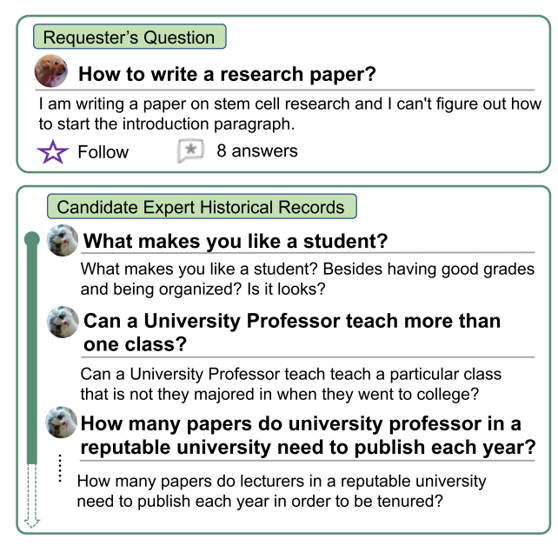 Requester's Question
How to write a research paper?
I am writing a paper on stem cell research and I can't figure out how
to start the introduction paragraph.
Follow
8 answers
Candidate Expert Historical Records
What makes you like a student?
What makes you like a student? Besides having good grades
and being organized? Is it looks?
Can a University Professor teach more than
one class?
Can a University Professor teach teach a particular class
that is not they majored in when they went to college?
How many papers do university professor in a
reputable university need to publish each year?
How many papers do lecturers in a reputable university
need to publish each year in order to be tenured?